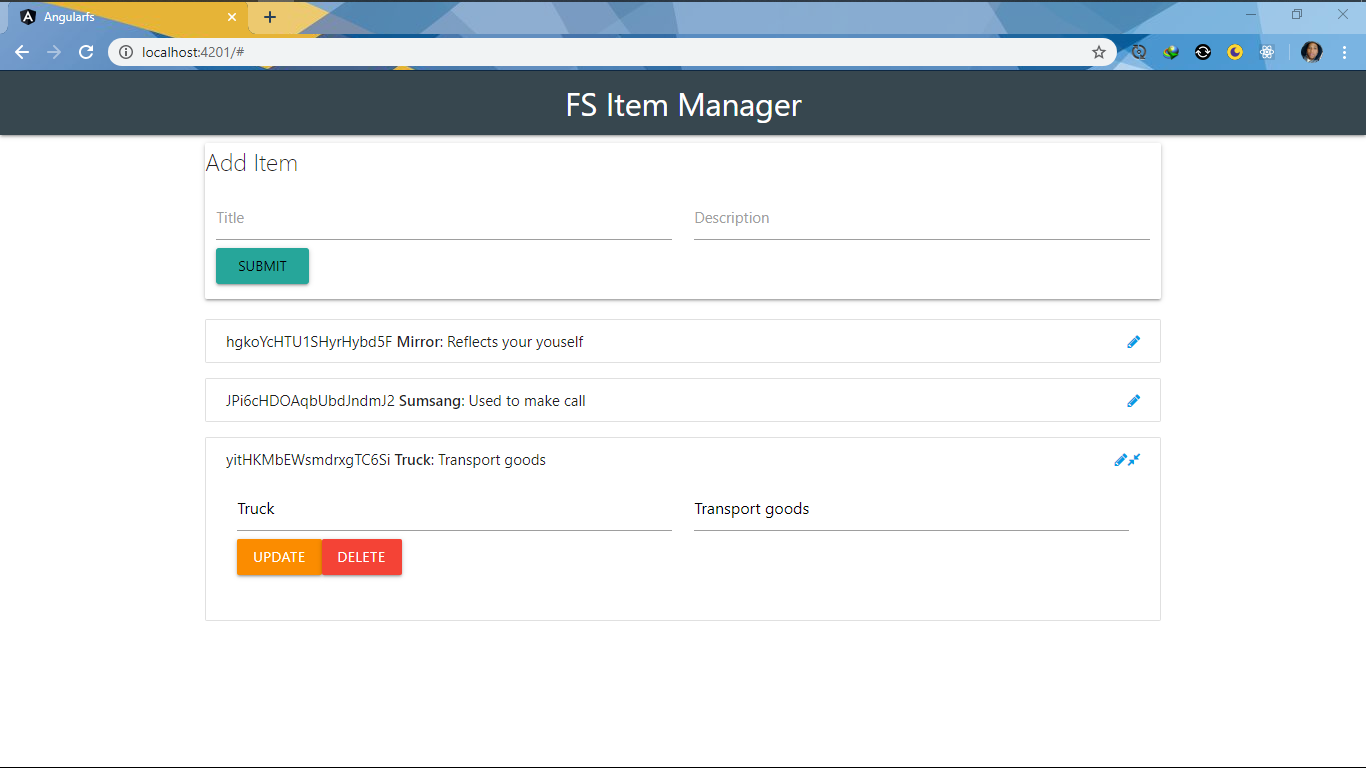 Angularfs
localhost:4201/#
FS Item Manager
Add Item
Title Description
SUBMIT
hgkoYcHTU1SHyrHybd5F Mirror: Reflects your youself
JPi6cHDOAqbUbdJndmJ2 Sumsang: Used to make call
yitHKMbEWsmdrxgTC6Si Truck: Transport goods
Truck Transport goods
UPDATE DELETE